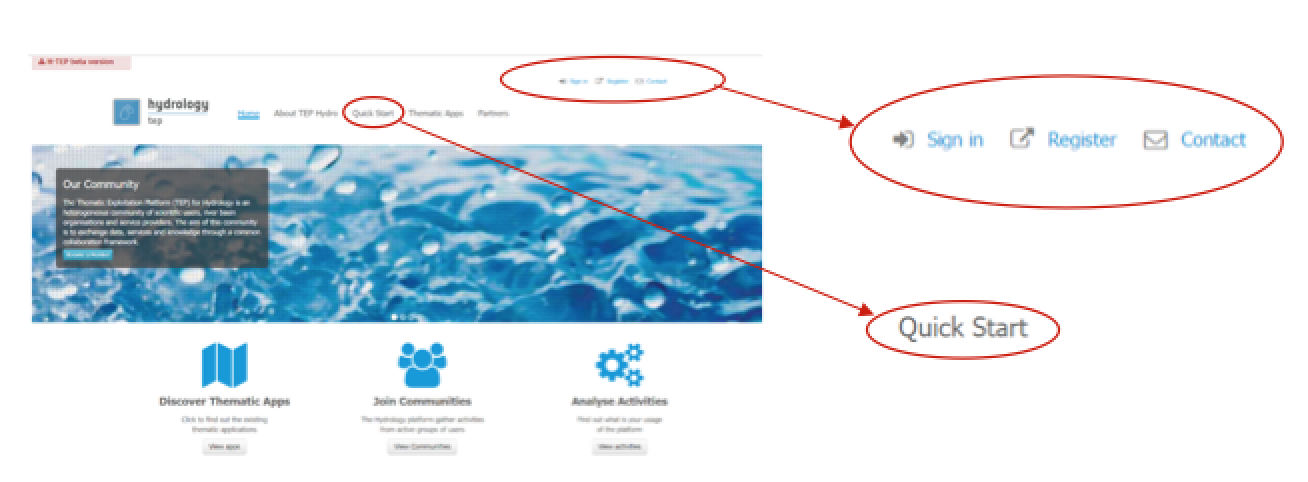 H-TEP beta version
Sign in Register Contact
hydrology
tep
Home About TEP Hydro Quick Start Thematic Apps Partners
Sign in Register Contact
Our Community
The Thematic Exploitation Platform (TEP) for Hydrology is an
heterogeneous community of scientific users, river basin
organisations and service providers. The aim of this community
is to exchange data, services and knowledge through a common
collaboration framework.
Quick Start
Discover Thematic Apps Join Communities Analyse Activities
Click to find out the existing
thematic applications
The Hydrology platform gather activities
from active groups of users
Find out what is your usage
of the platform
View apps View Communities View activities